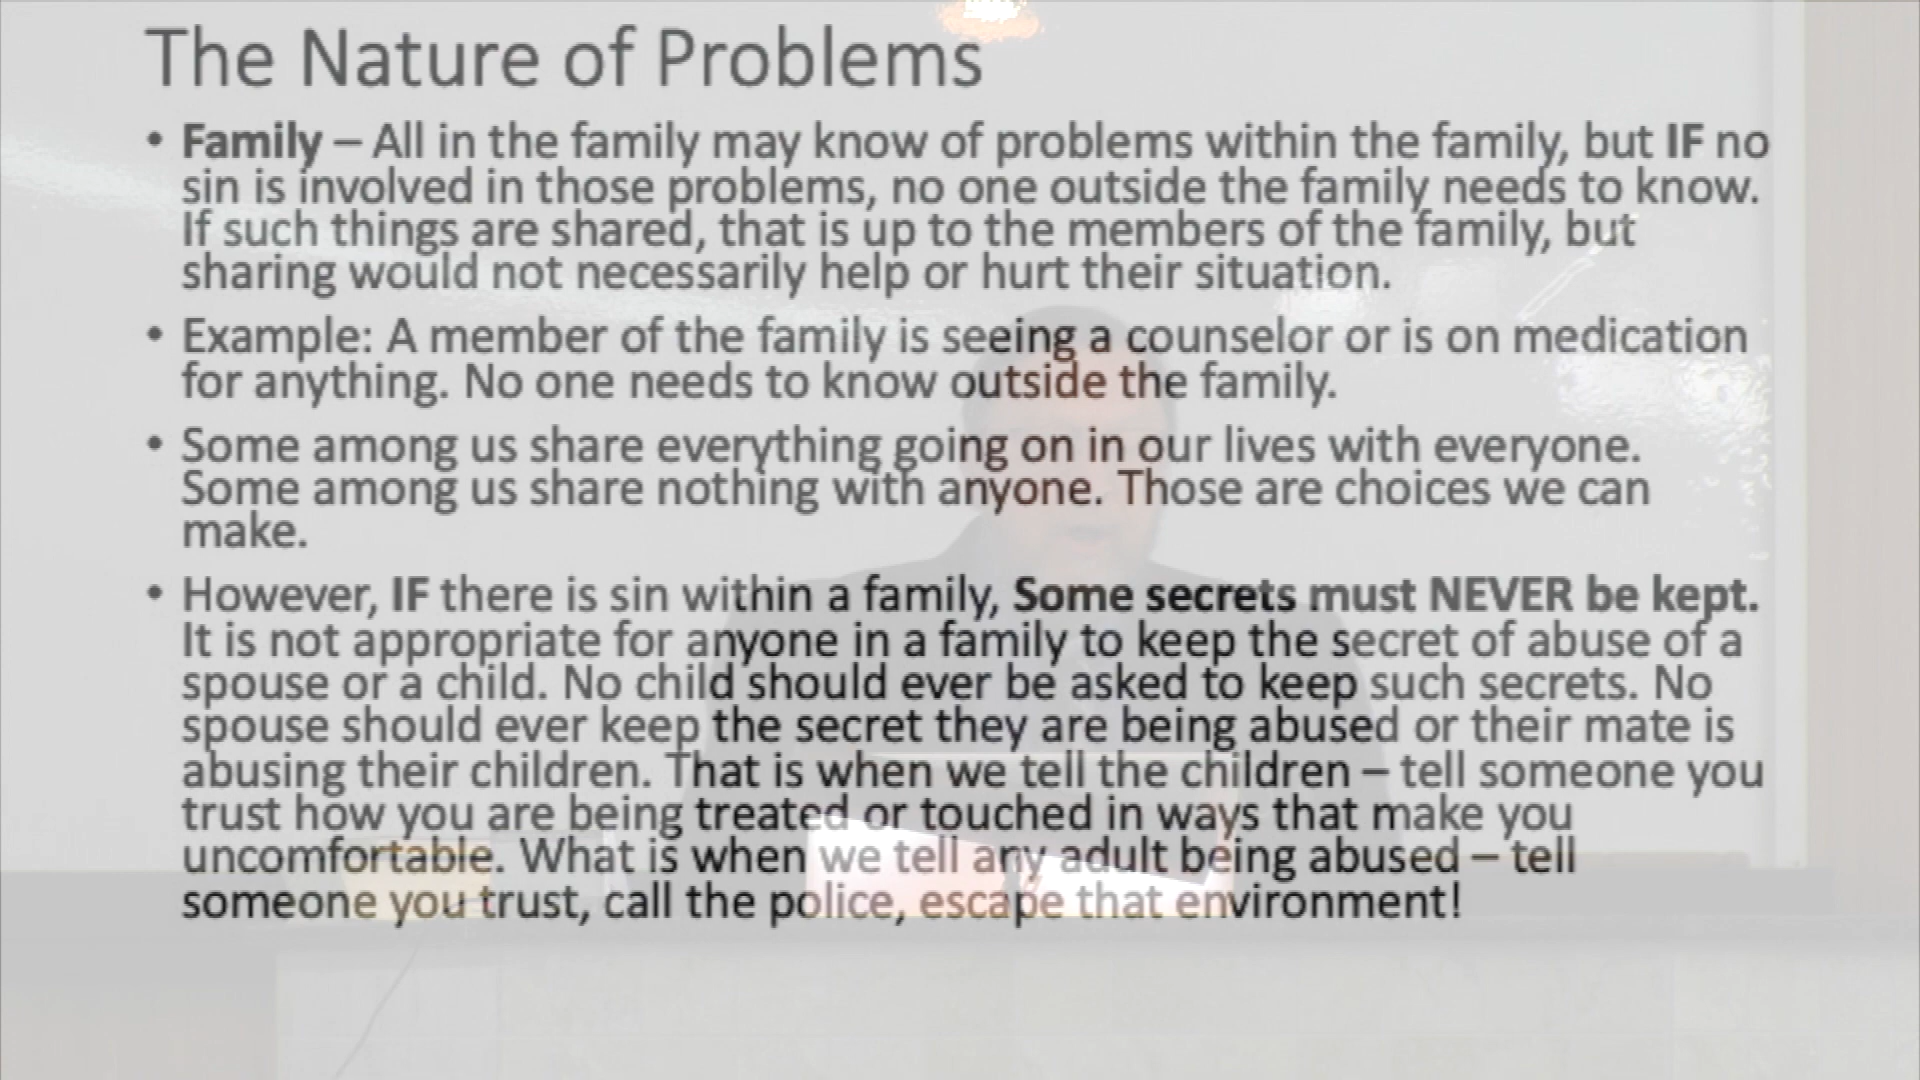 The Nature of Problems
• Family – All in the family may know of problems within the family, but IF no
sin is involved in those problems, no one outside the family needs to know.
If such things are shared, that is up to the members of the family, but
sharing would not necessarily help or hurt their situation.
• Example: A member of the family is seeing a counselor or is on medication
for anything. No one needs to know outside the family.
• Some among us share everything going on in our lives with everyone.
Some among us share nothing with anyone. Those are choices we can
make.
• However, IF there is sin within a family, Some secrets must NEVER be kept.
It is not appropriate for anyone in a family to keep the secret of abuse of a
spouse or a child. No child should ever be asked to keep such secrets. No
spouse should ever keep the secret they are being abused or their mate is
abusing their children. That is when we tell the children – tell someone you
trust how you are being treated or touched in ways that make you
uncomfortable. What is when we tell any adult being abused – tell
someone you trust, call the police, escape that environment!